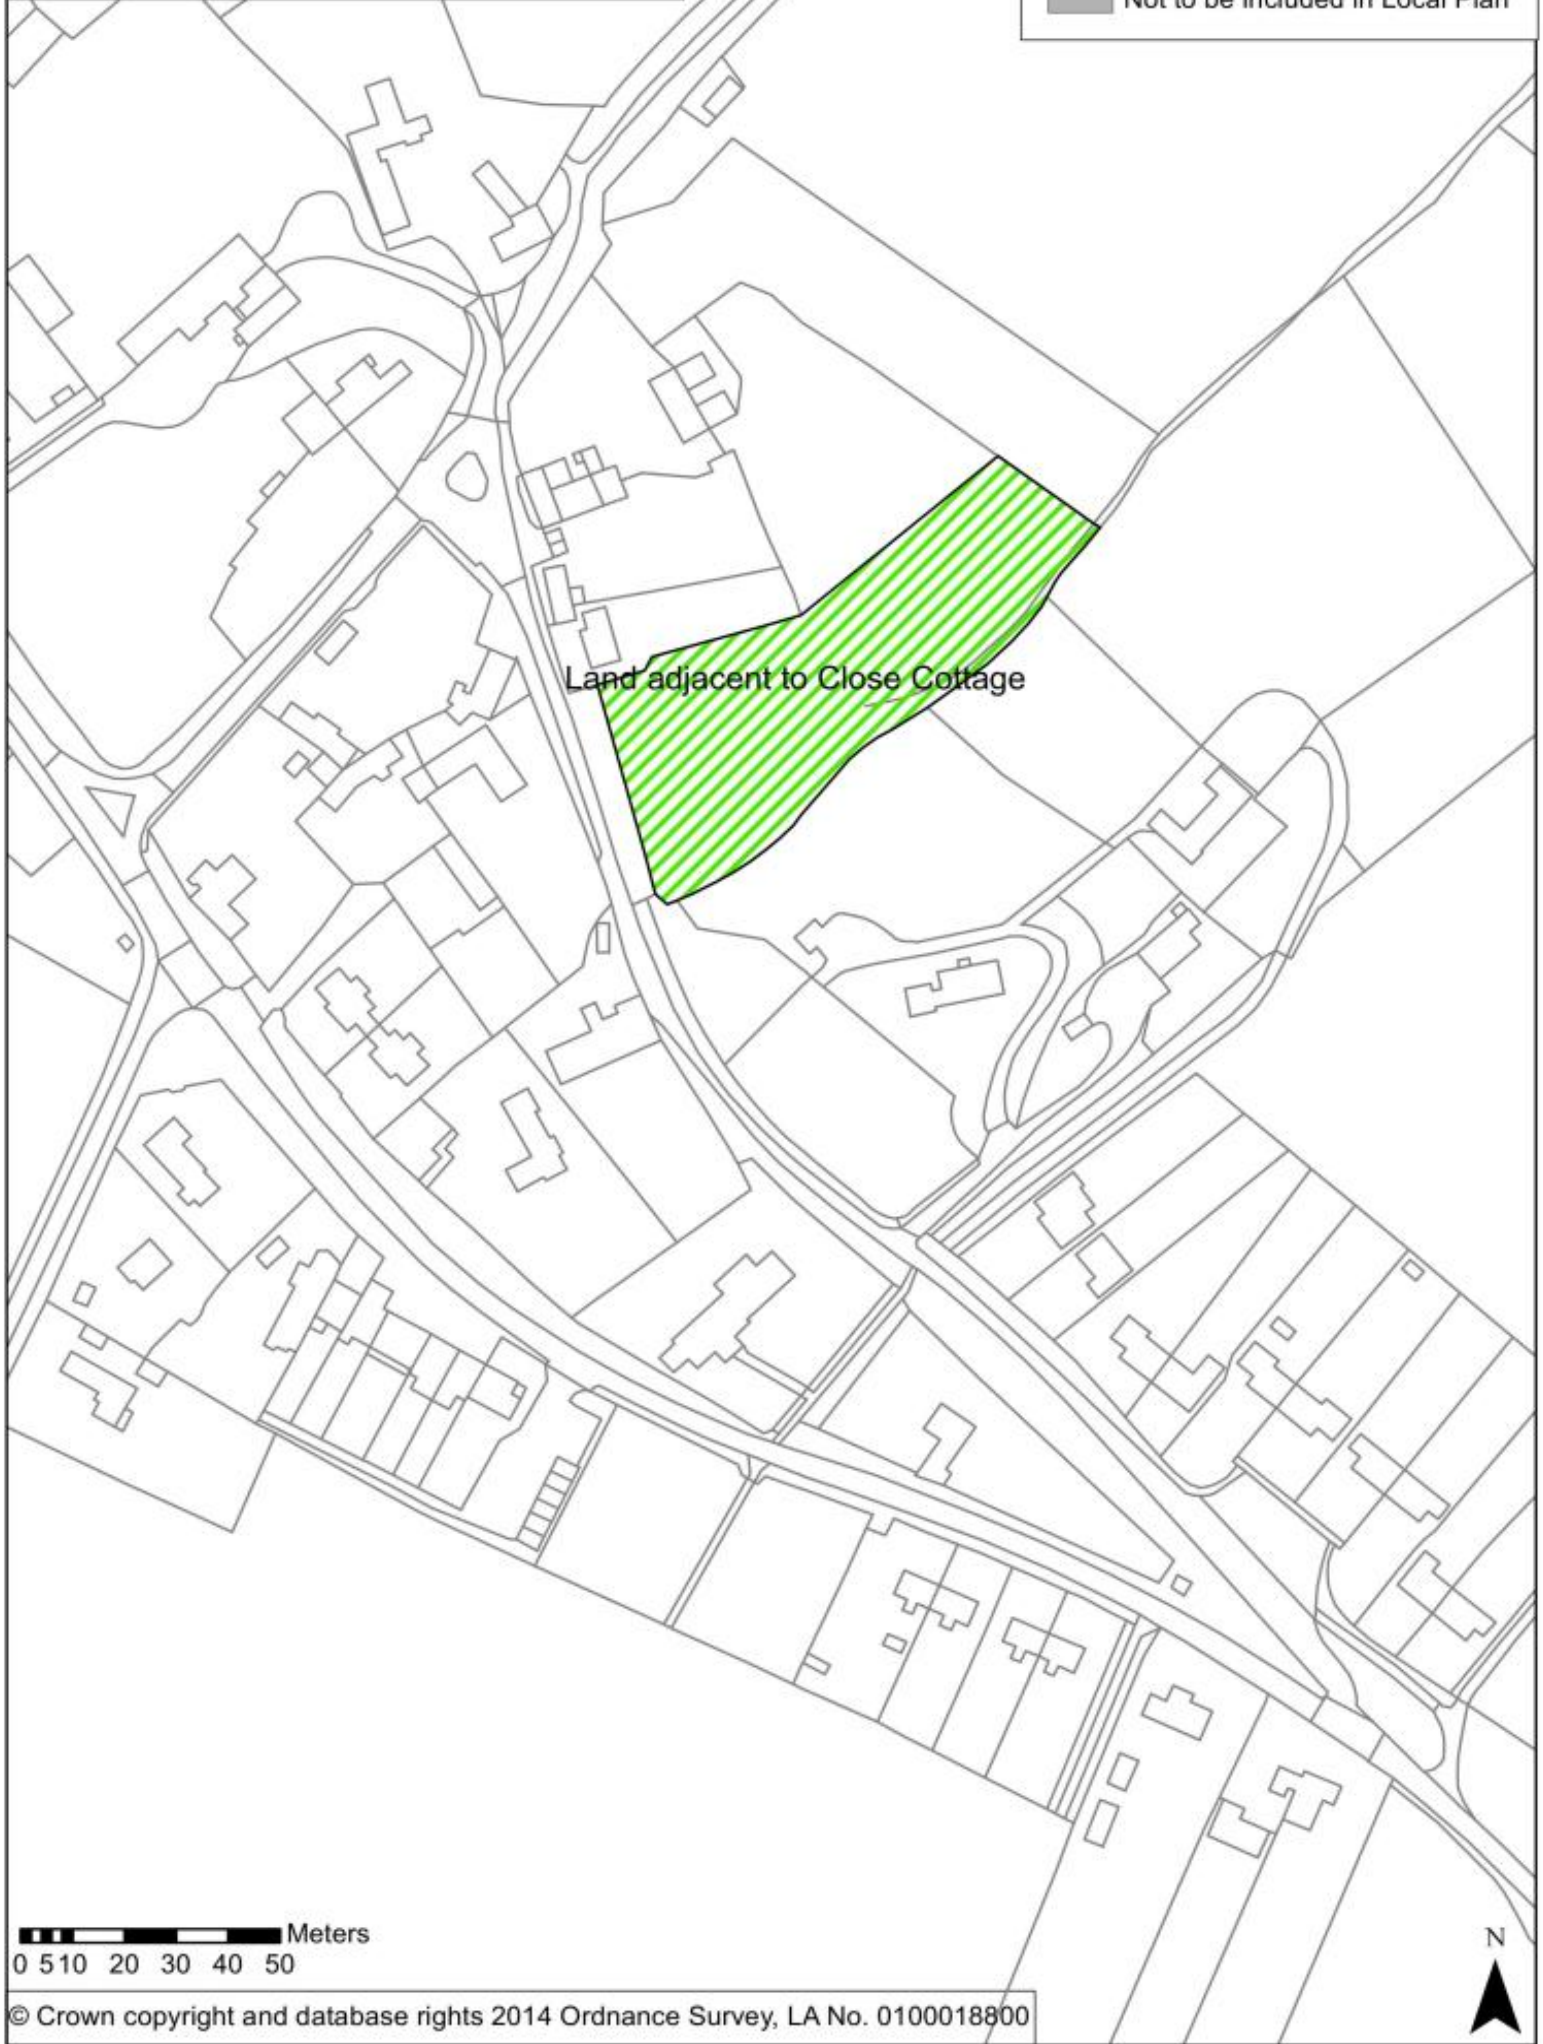 Not to be included in Local Plan
Land adjacent to Close Cottage
Meters
0 5 10 20 30 40 50
N
© Crown copyright and database rights 2014 Ordnance Survey, LA No. 0100018800